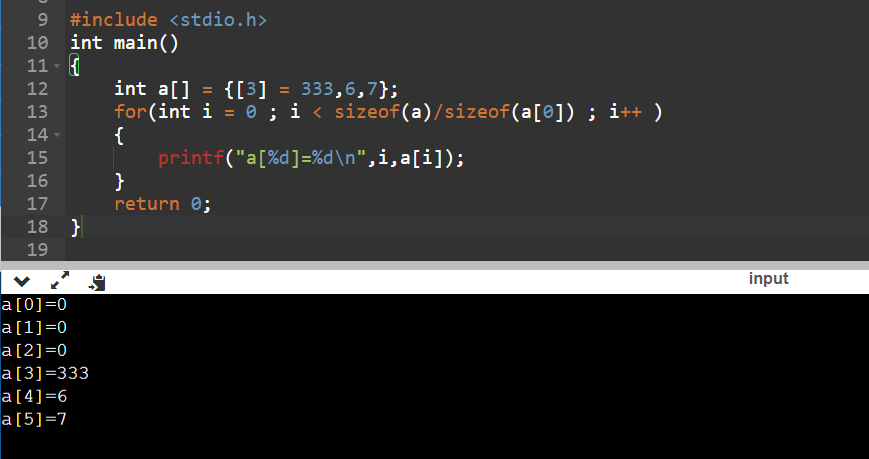 9 #include <stdio.h>
10 int main()
11 {
12 int a[] = {[3] = 333,6,7};
13 for(int i = 0 ; i < sizeof(a)/sizeof(a[0]) ; i++ )
14 {
15 printf("a[%d]=%d\n",i,a[i]);
16 }
17 return 0;
18 }
19
input
a[0]=0
a[1]=0
a[2]=0
a[3]=333
a[4]=6
a[5]=7